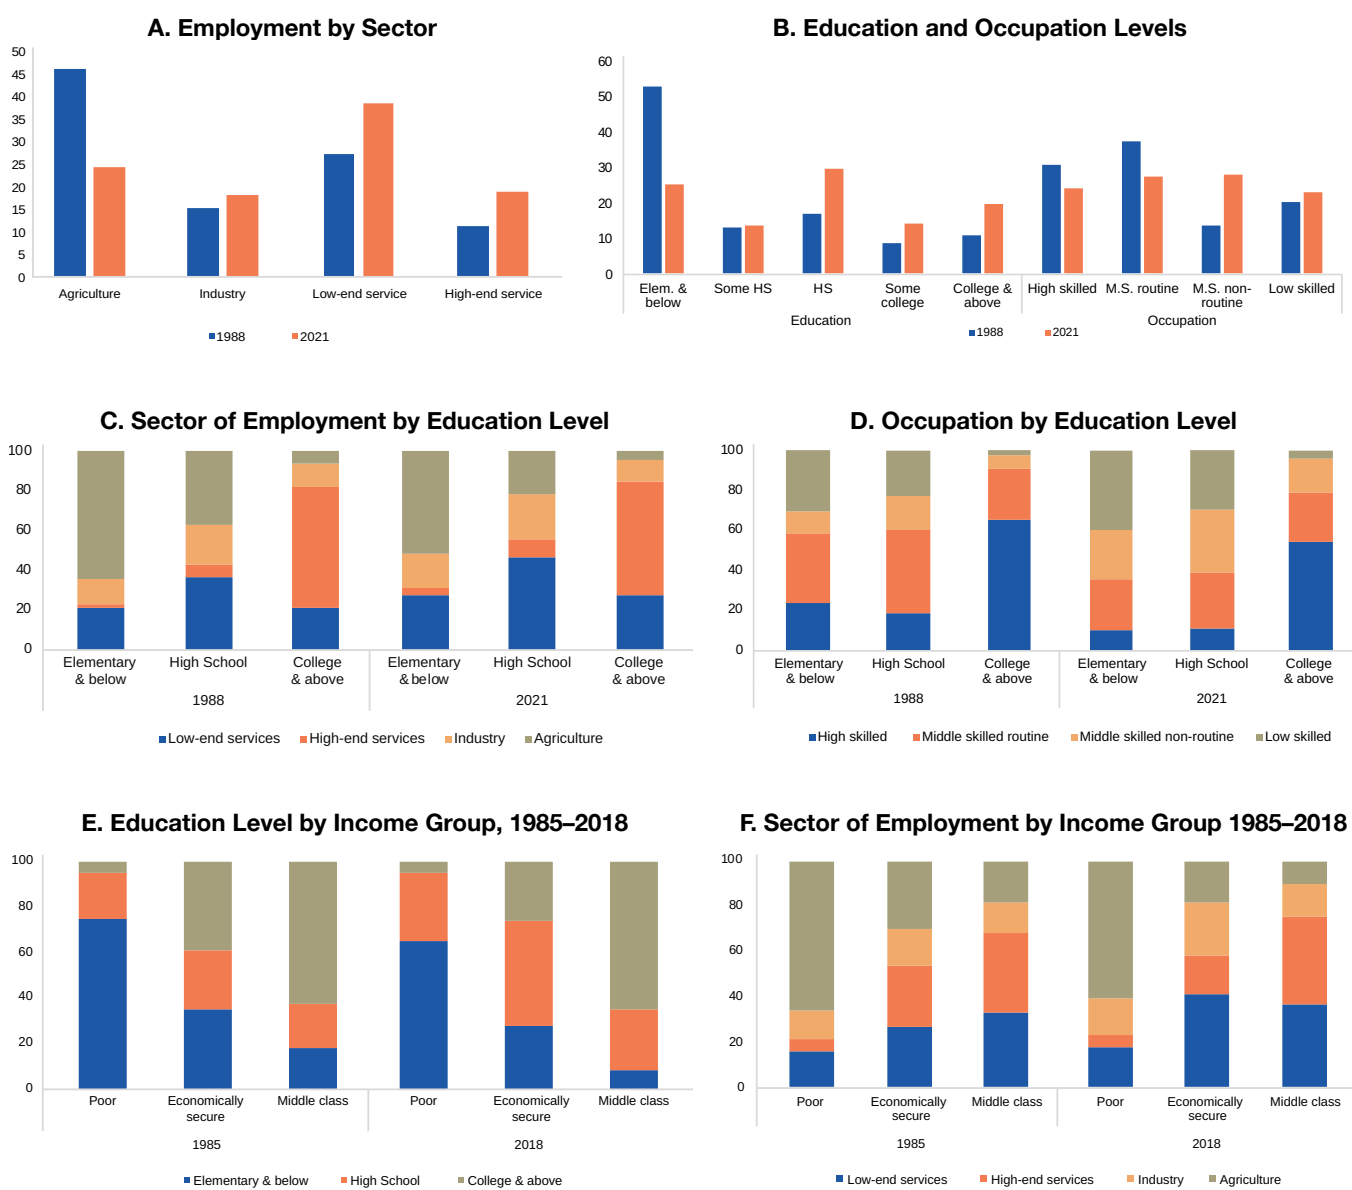 A. Employment by Sector
50
45
40
35
30
25
20
15
10
5
0
Agriculture
Industry
Low-end service
High-end service
1988
2021
B. Education and Occupation Levels
60
50
40
30
20
10
0
Elem. &
below
Some HS
HS
Some
college
College &
above
High skilled
M.S. routine
M.S. non-
routine
Low skilled
Education
Occupation
1988
2021
C. Sector of Employment by Education Level
100
80
60
40
20
0
Elementary
& below
High School
College
& above
Elementary
& below
High School
College
& above
1988
2021
Low-end services
High-end services
Industry
Agriculture
D. Occupation by Education Level
100
80
60
40
20
0
Elementary
& below
High School
College
& above
Elementary
& below
High School
College
& above
1988
2021
High skilled
Middle skilled routine
Middle skilled non-routine
Low skilled
E. Education Level by Income Group, 1985–2018
100
80
60
40
20
0
Poor
Economically
secure
Middle class
Poor
Economically
secure
Middle class
1985
2018
Elementary & below
High School
College & above
F. Sector of Employment by Income Group 1985–2018
100
80
60
40
20
0
Poor
Economically
secure
Middle class
Poor
Economically
secure
Middle class
1985
2018
Low-end services
High-end services
Industry
Agriculture